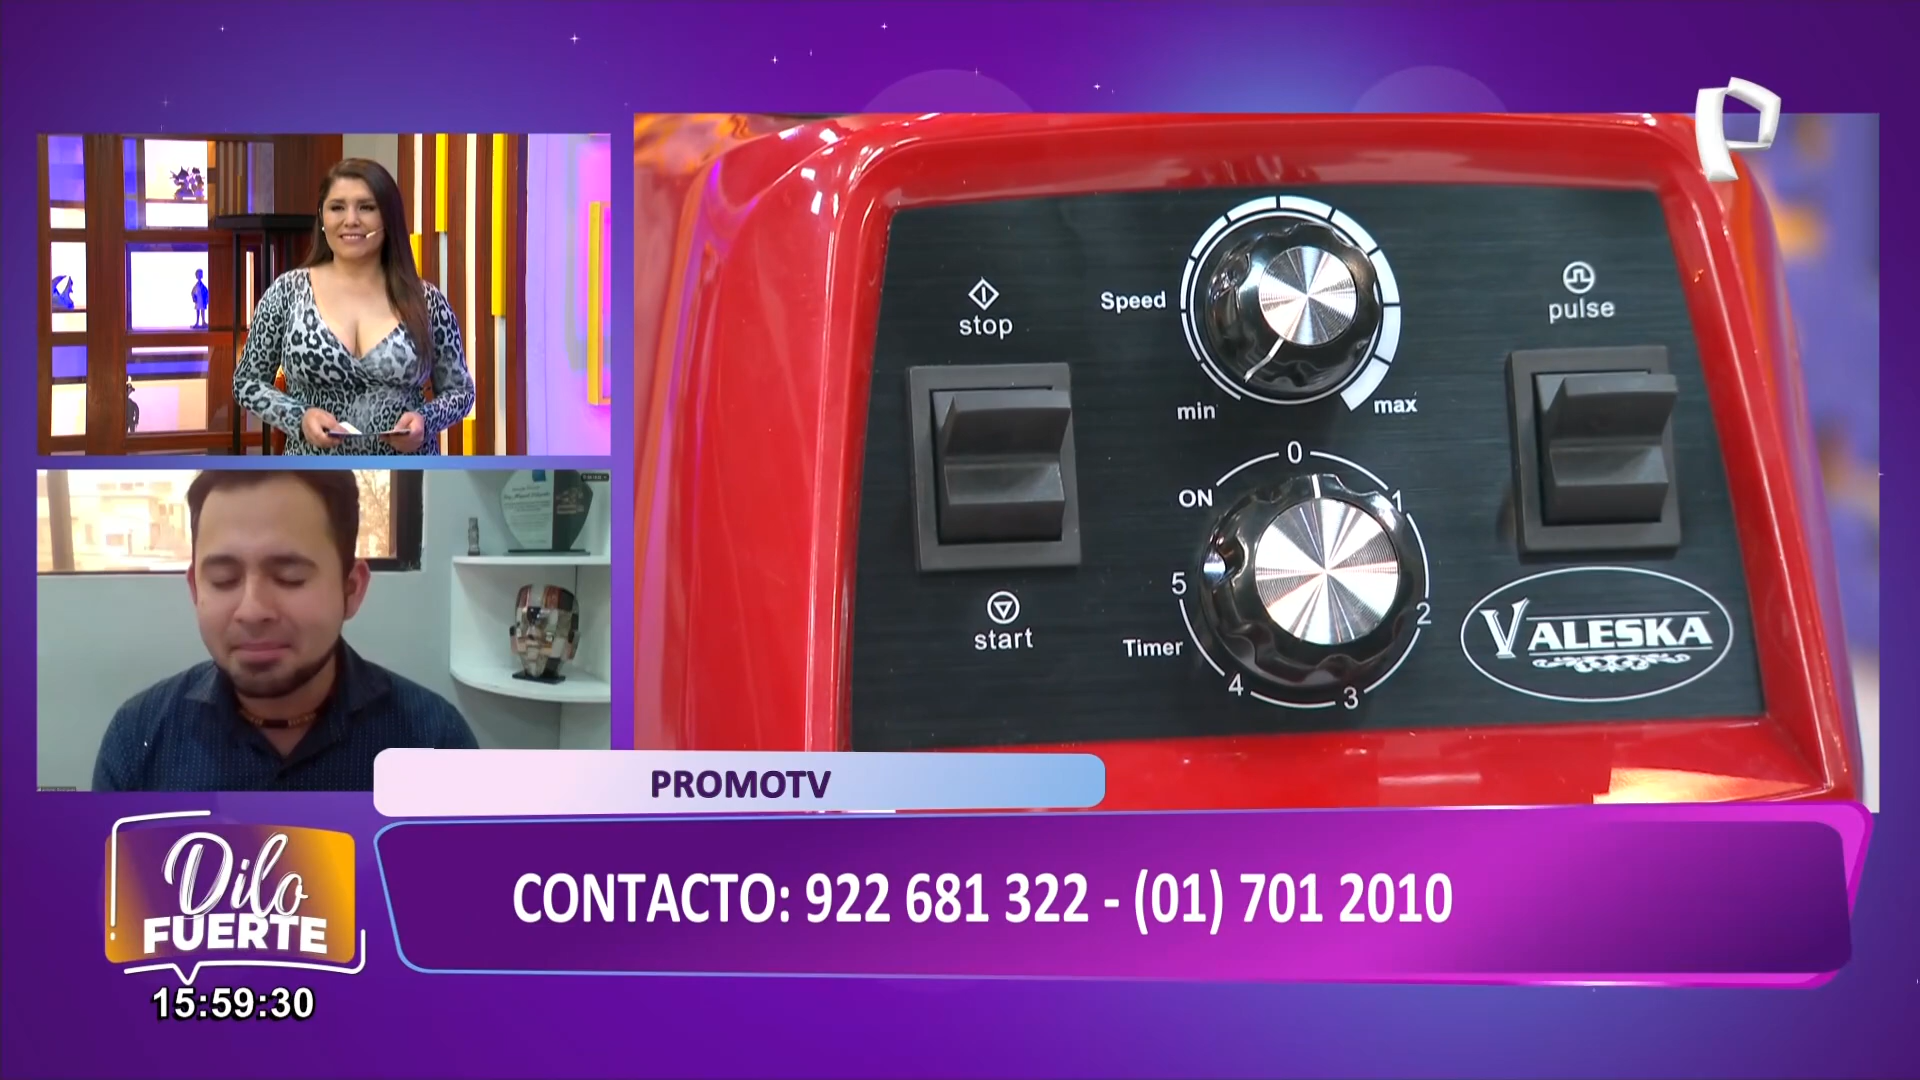 stop
Speed
pulse
min
max
0
ON
1
5
2
start
Timer
4
3
VALESKA
PROMOTV
Dilo
FUERTE
CONTACTO: 922 681 322 - (01) 701 2010
15:59:30